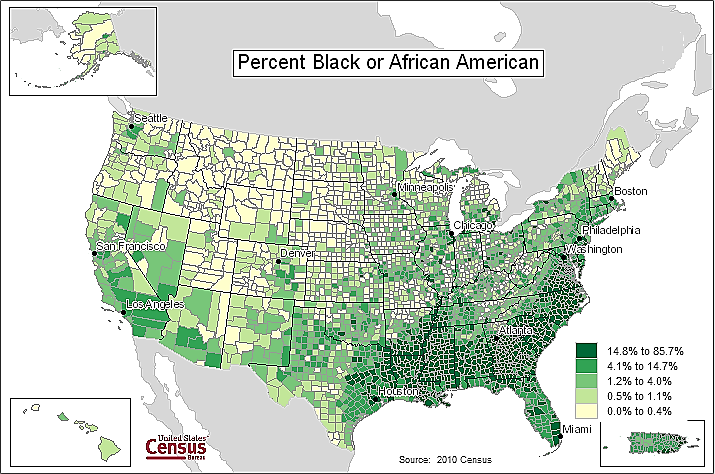 Percent Black or African American
Seattle
Minneapolis
Boston
Chicago
Philadelphia
Washington
San Francisco
Denver
Los Angeles
Atlanta
Houston
Miami
14.8% to 85.7%
4.1% to 14.7%
1.2% to 4.0%
0.5% to 1.1%
0.0% to 0.4%
United States
Census
Bureau
Source: 2010 Census